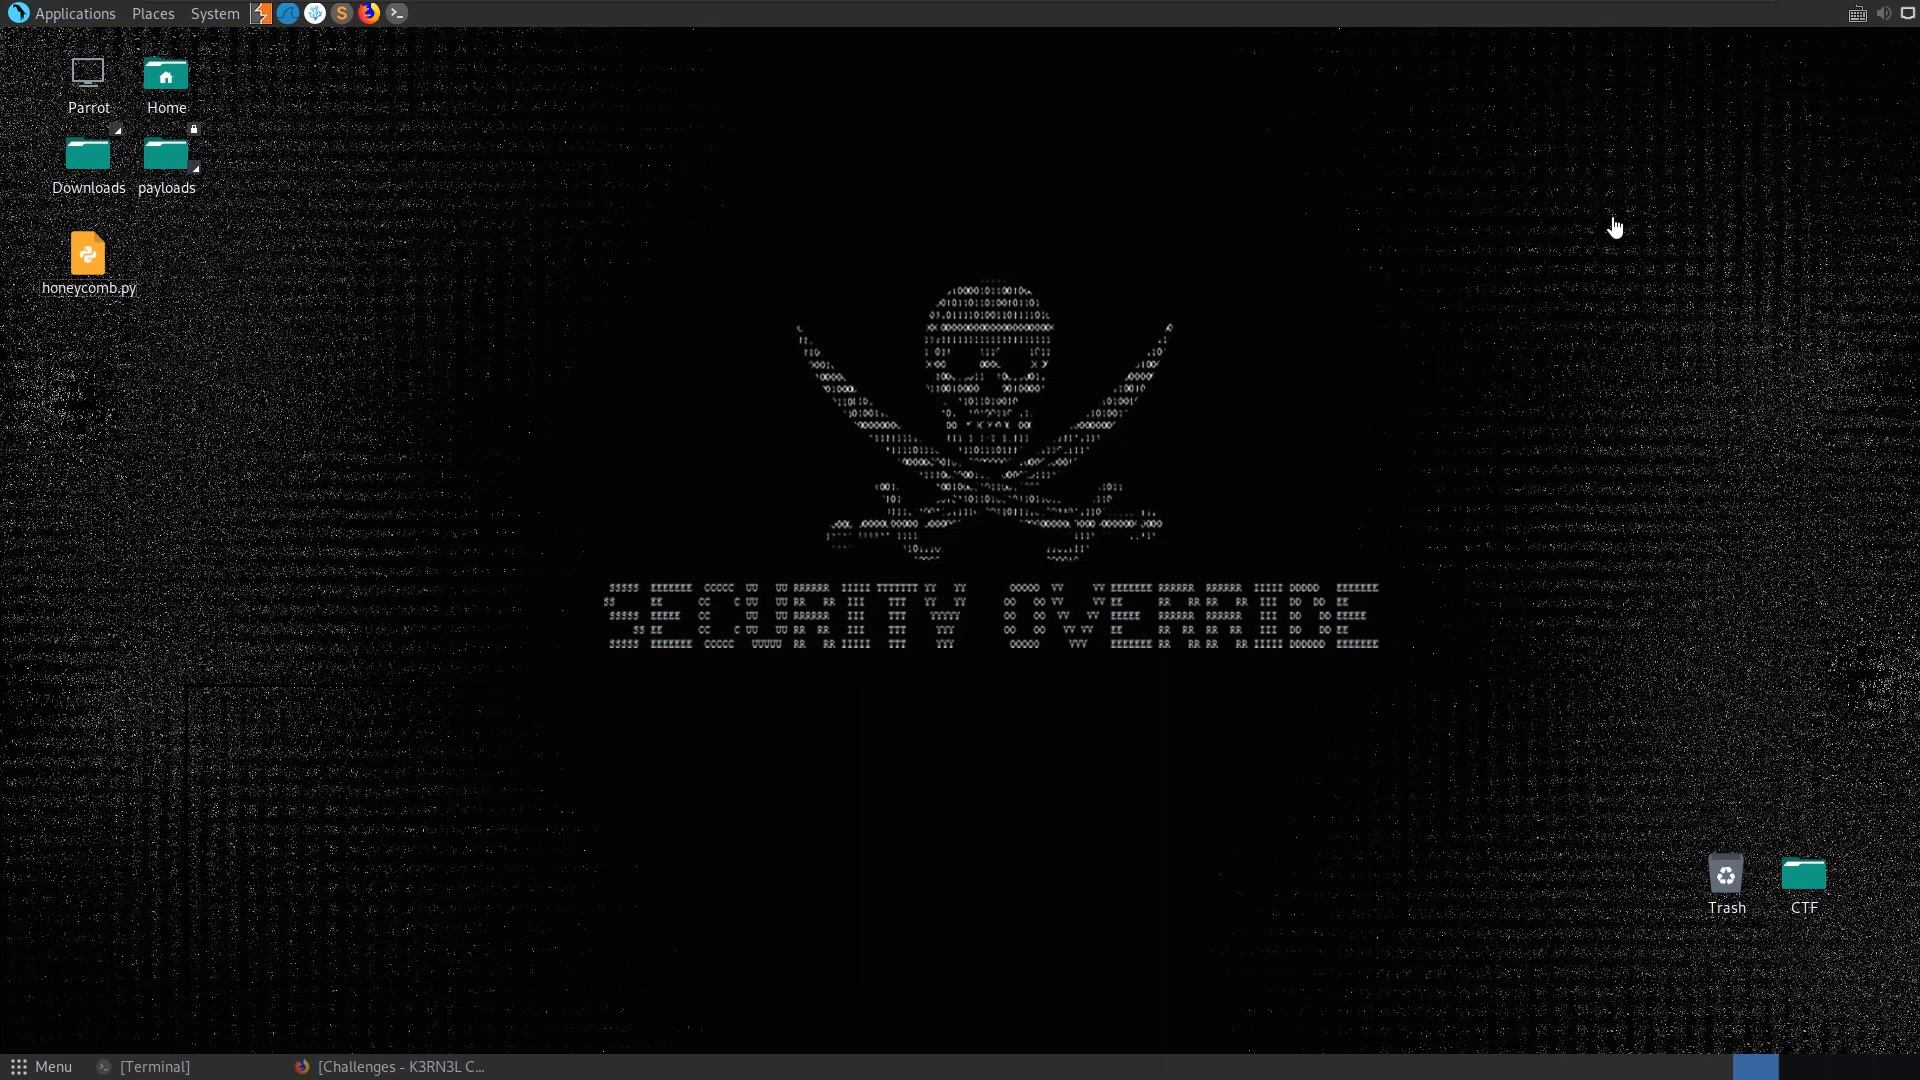 Applications Places System
Parrot Home
Downloads payloads
honeycomb.py
SECURITY OVERRIDE
Trash CTF
Menu [Terminal] [Challenges - K3RN3L C...